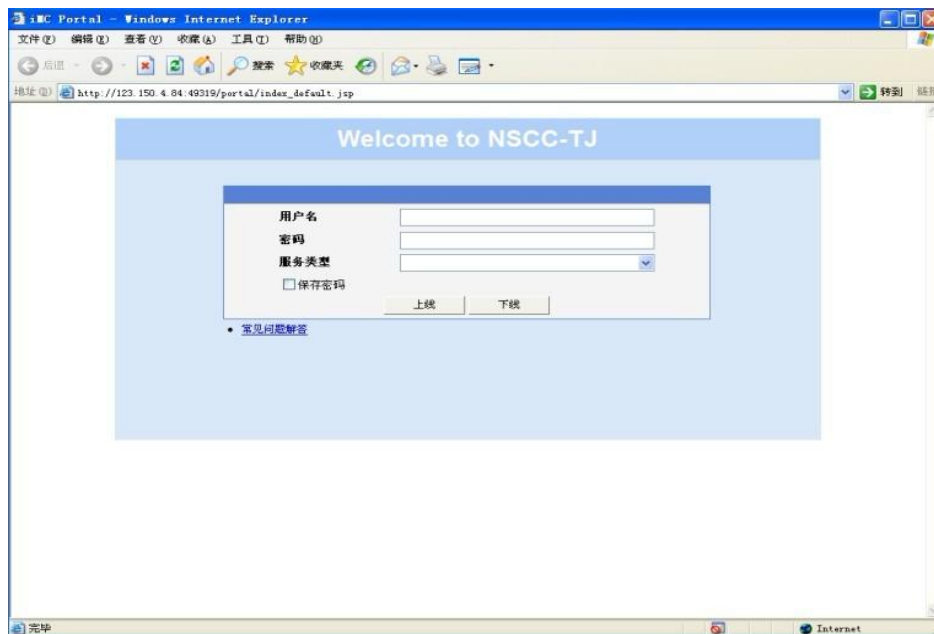 iMC Portal - Windows Internet Explorer
文件(F) 编辑(E) 查看(V) 收藏(A) 工具(T) 帮助(H)
后退 搜索 收藏夹
地址(D) http://123.150.4.84:49319/portal/index_default.jsp 转到 链接
Welcome to NSCC-TJ
用户名
密码
服务类型
保存密码
上线 下线
常见问题解答
完毕 Internet